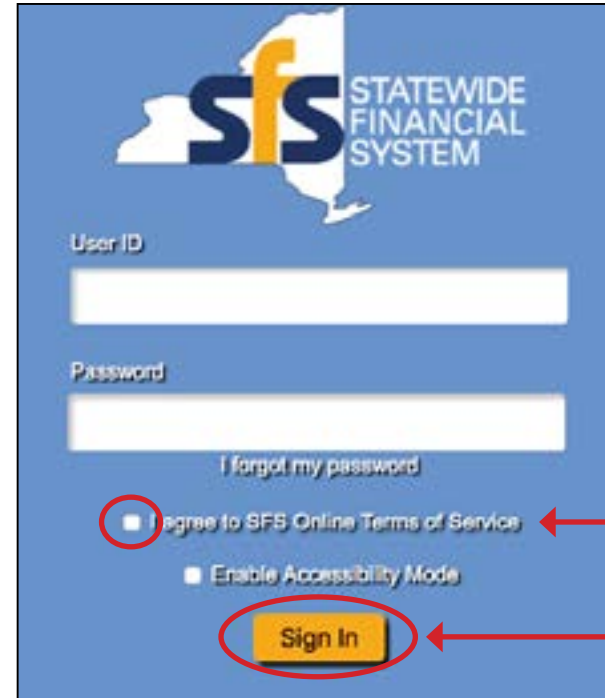 sfs STATEWIDE
FINANCIAL
SYSTEM
User ID
Password
I forgot my password
I agree to SFS Online Terms of Service
Enable Accessibility Mode
Sign In